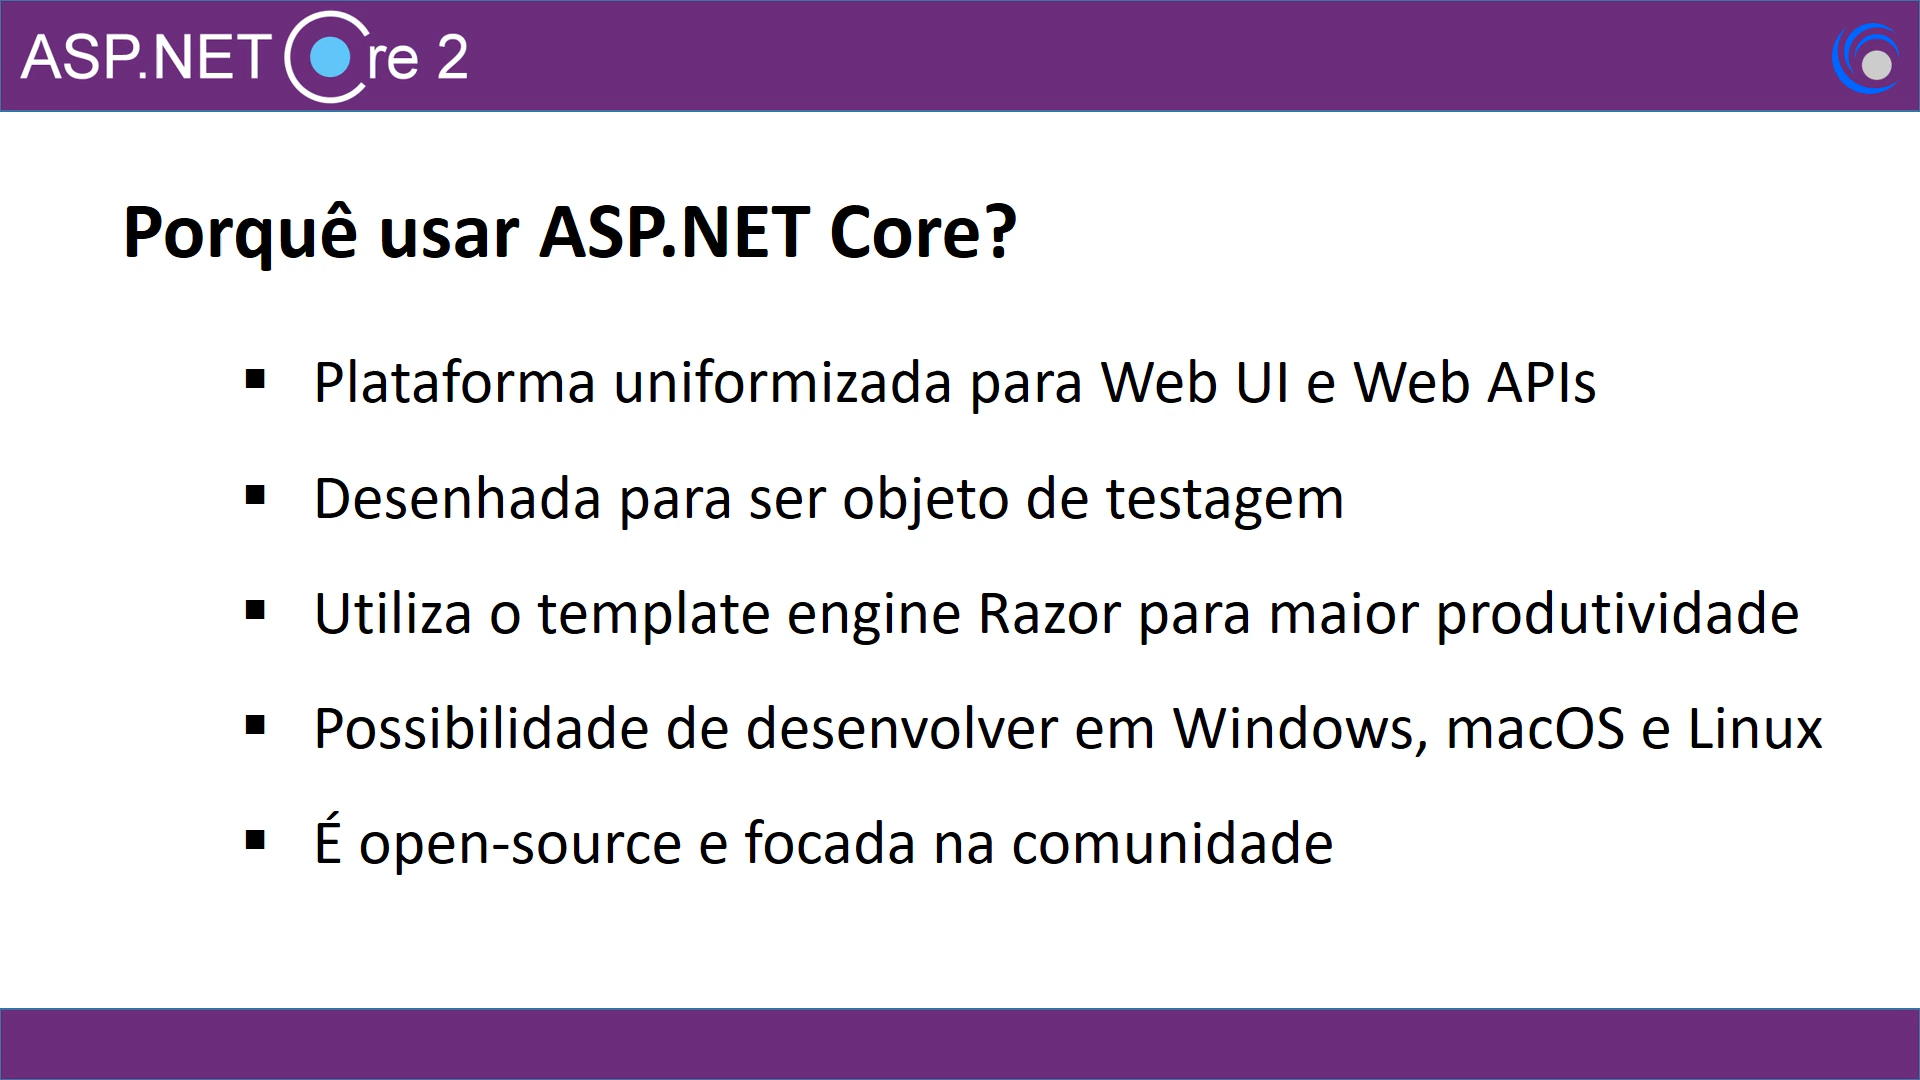 ASP.NET Core 2
Porquê usar ASP.NET Core?
▪ Plataforma uniformizada para Web UI e Web APIs
▪ Desenhada para ser objeto de testagem
▪ Utiliza o template engine Razor para maior produtividade
▪ Possibilidade de desenvolver em Windows, macOS e Linux
▪ É open-source e focada na comunidade